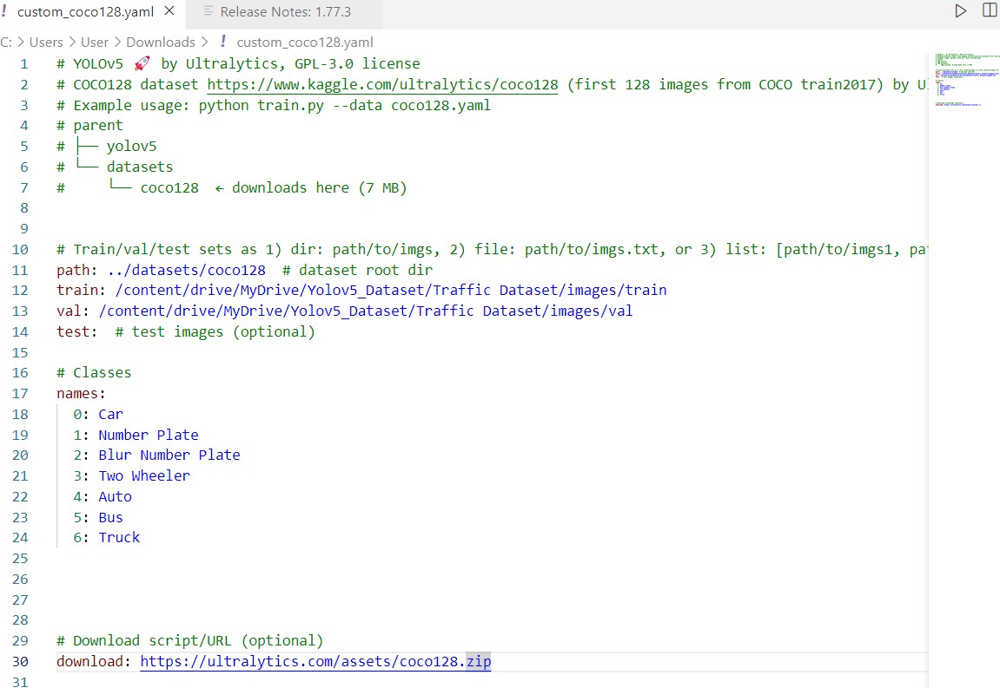 ! custom_coco128.yaml × Release Notes: 1.77.3
C: > Users > User > Downloads > ! custom_coco128.yaml
1 # YOLOv5 🚀 by Ultralytics, GPL-3.0 license
2 # COCO128 dataset https://www.kaggle.com/ultralytics/coco128 (first 128 images from COCO train2017) by
3 # Example usage: python train.py --data coco128.yaml
4 # parent
5 # ├── yolov5
6 # └── datasets
7 #     └── coco128  ← downloads here (7 MB)
8
9
10 # Train/val/test sets as 1) dir: path/to/imgs, 2) file: path/to/imgs.txt, or 3) list: [path/to/imgs1,
11 path: ../datasets/coco128  # dataset root dir
12 train: /content/drive/MyDrive/Yolov5_Dataset/Traffic Dataset/images/train
13 val: /content/drive/MyDrive/Yolov5_Dataset/Traffic Dataset/images/val
14 test:  # test images (optional)
15
16 # Classes
17 names:
18   0: Car
19   1: Number Plate
20   2: Blur Number Plate
21   3: Two Wheeler
22   4: Auto
23   5: Bus
24   6: Truck
25
26
27
28
29 # Download script/URL (optional)
30 download: https://ultralytics.com/assets/coco128.zip
31